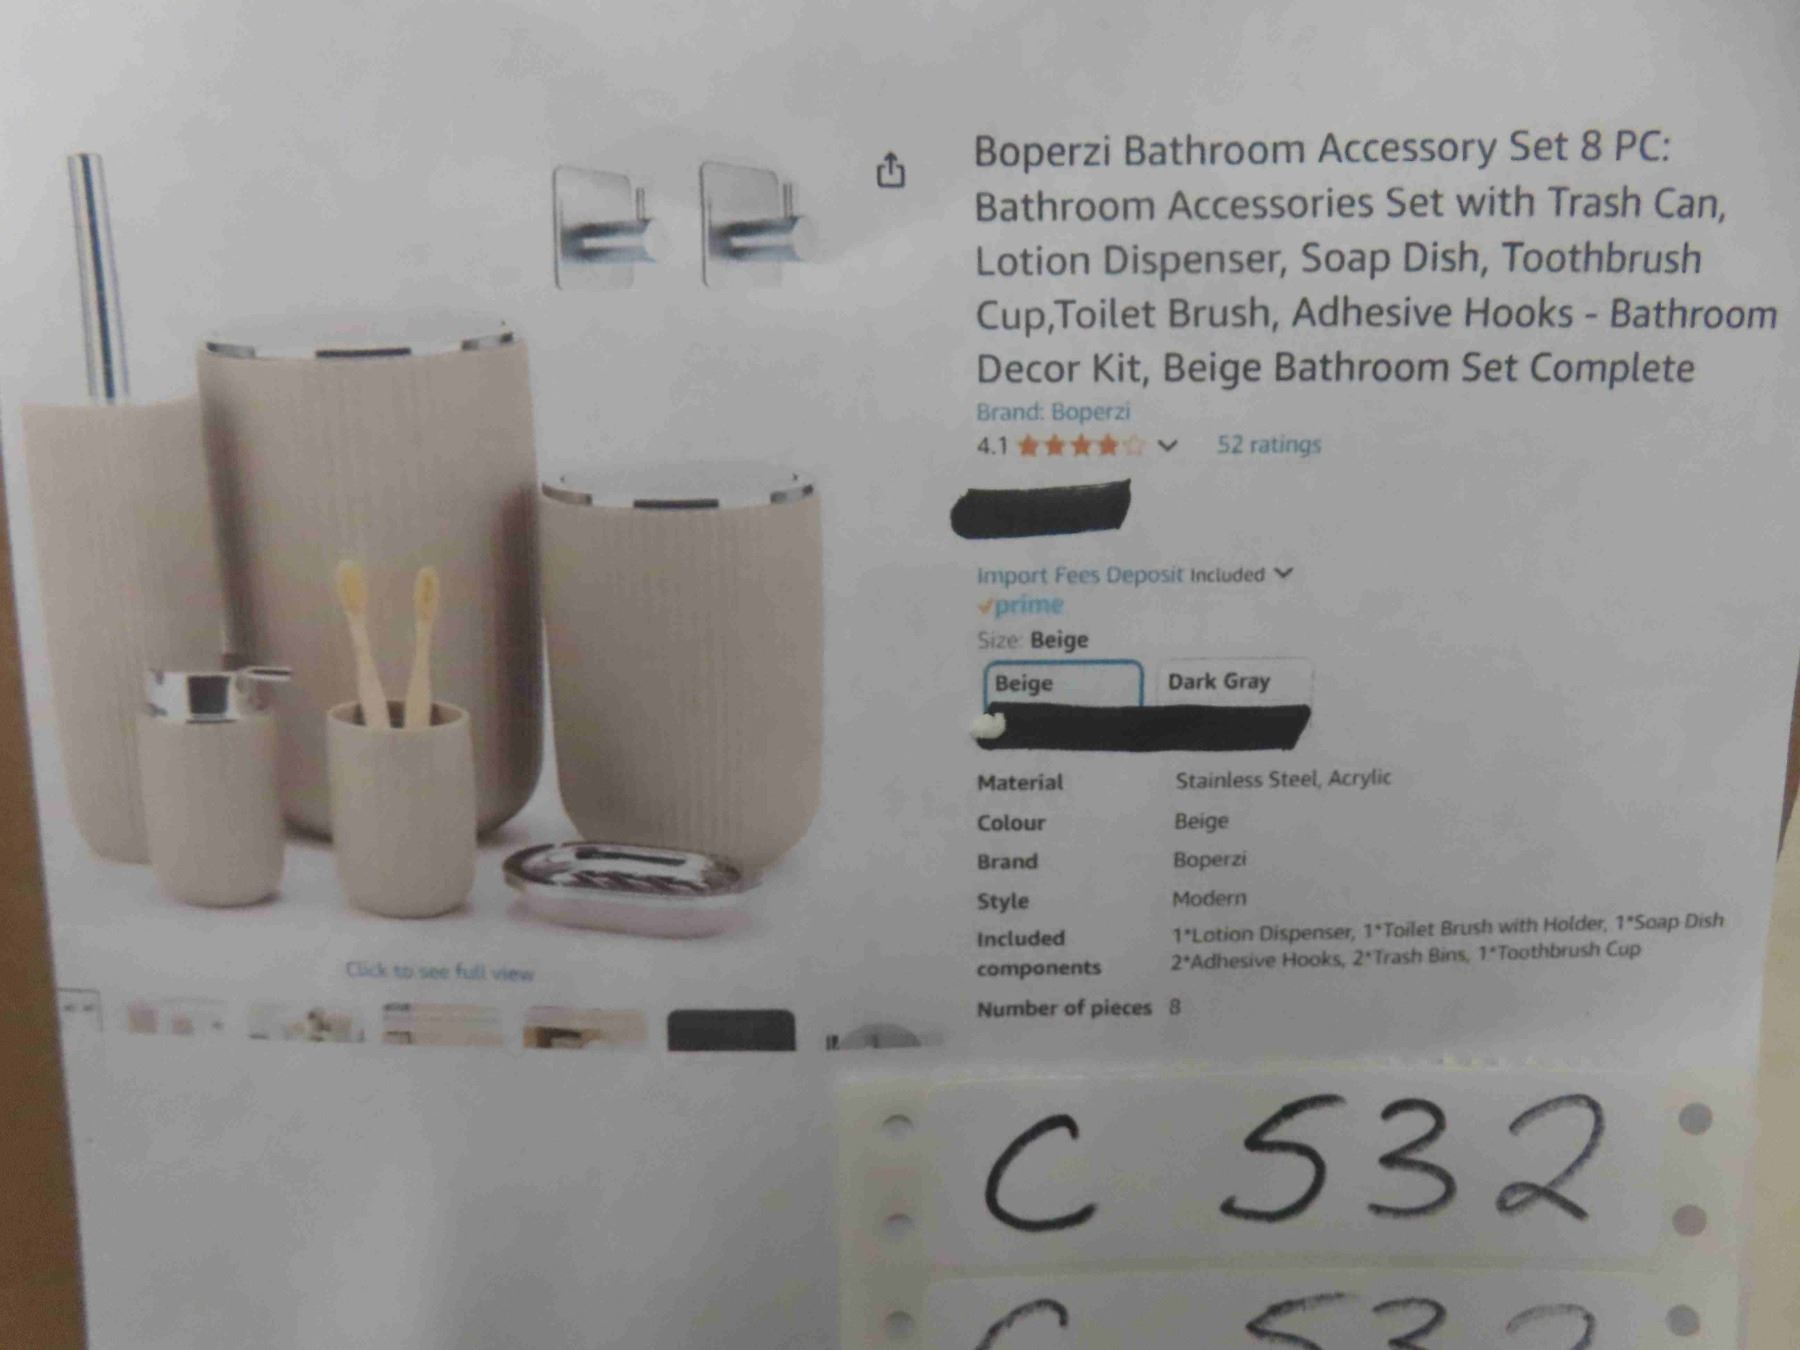 Boperzi Bathroom Accessory Set 8 PC:
Bathroom Accessories Set with Trash Can,
Lotion Dispenser, Soap Dish, Toothbrush
Cup,Toilet Brush, Adhesive Hooks - Bathroom
Decor Kit, Beige Bathroom Set Complete
Brand: Boperzi
4.1 52 ratings
Import Fees Deposit Included
prime
Size: Beige
Beige Dark Gray
Material Stainless Steel, Acrylic
Colour Beige
Brand Boperzi
Style Modern
Included components 1*Lotion Dispenser, 1*Toilet Brush with Holder, 1*Soap Dish
2*Adhesive Hooks, 2*Trash Bins, 1*Toothbrush Cup
Number of pieces 8
Click to see full view
C 532
C 532